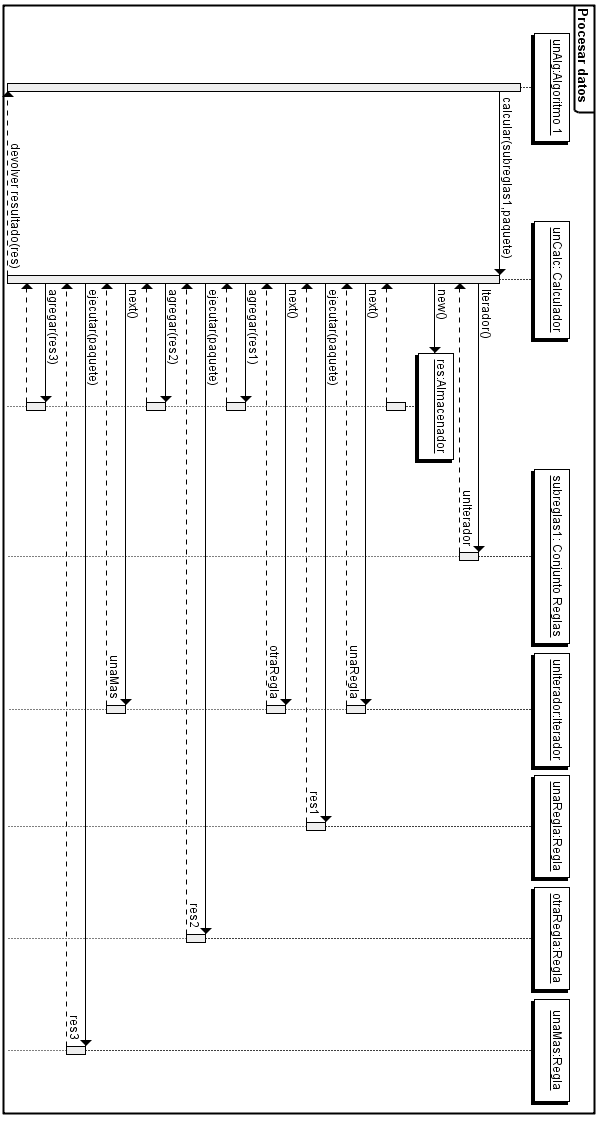 Procesar datos
unAlg:Algoritmo 1
unCalc: Calculador
subreglas1: Conjunto Reglas
unIterador:Iterador
unaRegla:Regla
otraRegla:Regla
unaMas:Regla
calcular(subreglas1,paquete)
Iterador()
unIterador
new()
res:Almacenador
next()
unaRegla
ejecutar(paquete)
res1
next()
otraRegla
agregar(res1)
ejecutar(paquete)
res2
agregar(res2)
next()
unaMas
ejecutar(paquete)
res3
agregar(res3)
devolver resultado(res)